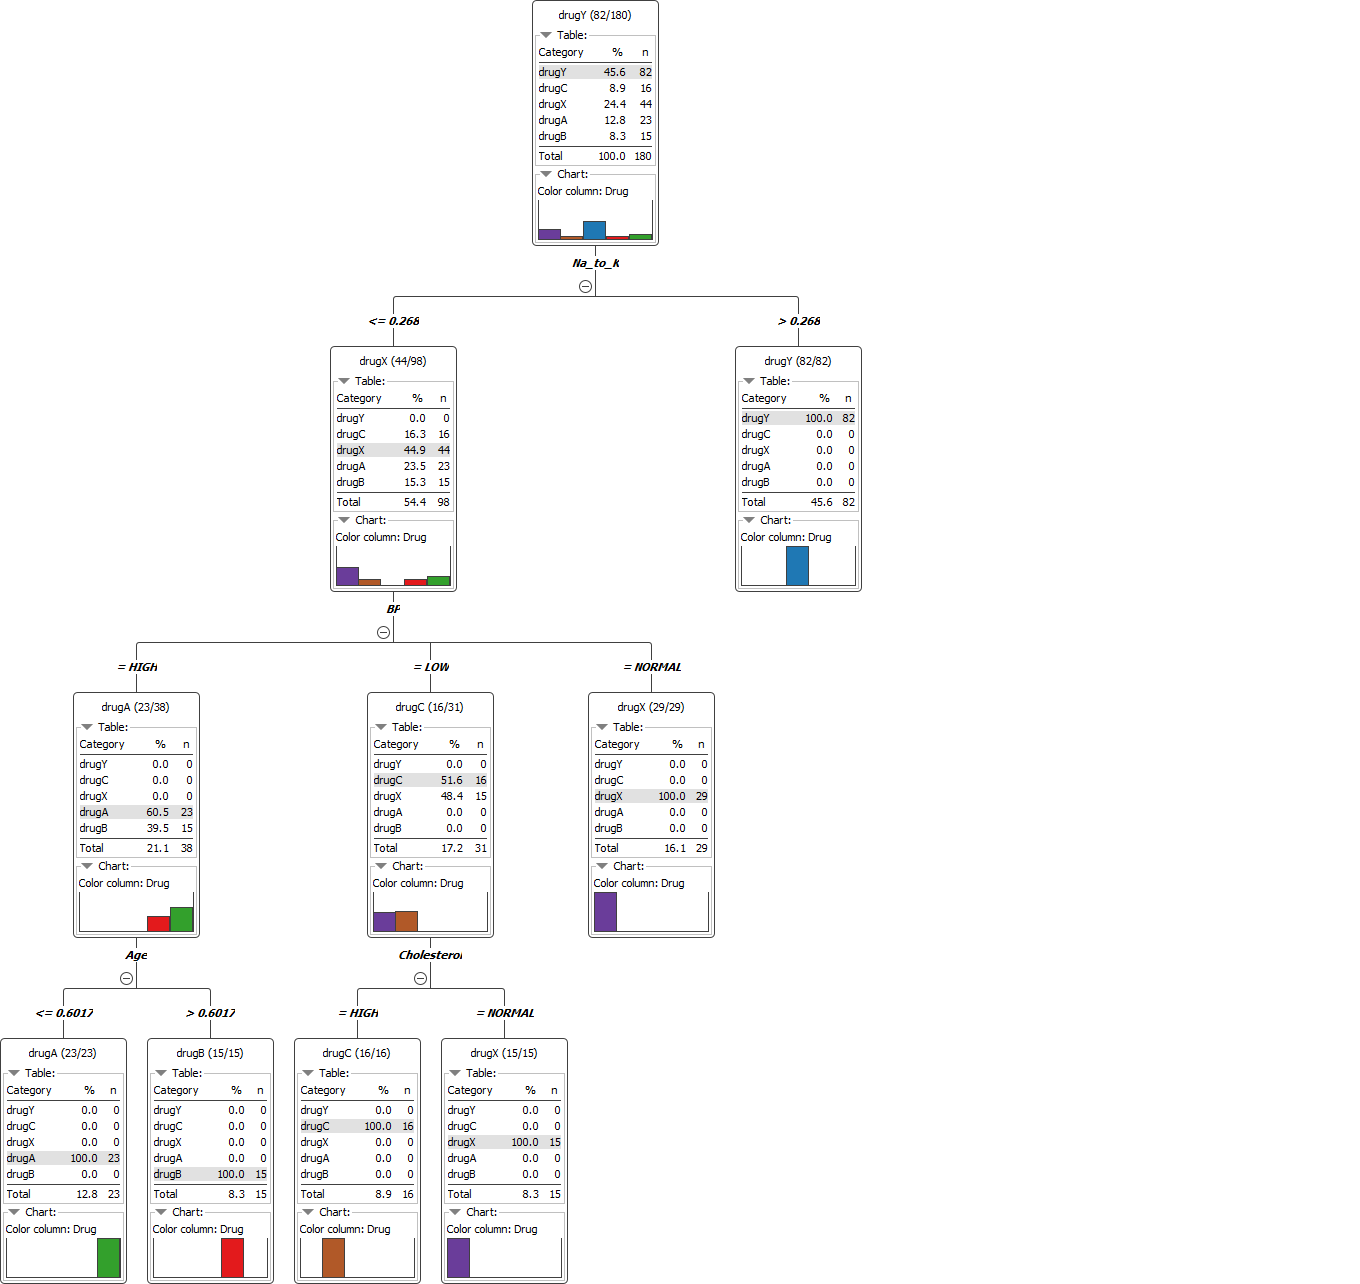 drugY (82/180)
Table:
Category % n
drugY 45.6 82
drugC 8.9 16
drugX 24.4 44
drugA 12.8 23
drugB 8.3 15
Total 100.0 180
Chart:
Color column: Drug
Na_to_K
<= 0.268
> 0.268
drugX (44/98)
Table:
Category % n
drugY 0.0 0
drugC 16.3 16
drugX 44.9 44
drugA 23.5 23
drugB 15.3 15
Total 54.4 98
Chart:
Color column: Drug
drugY (82/82)
Table:
Category % n
drugY 100.0 82
drugC 0.0 0
drugX 0.0 0
drugA 0.0 0
drugB 0.0 0
Total 45.6 82
Chart:
Color column: Drug
BP
= HIGH
= LOW
= NORMAL
drugA (23/38)
Table:
Category % n
drugY 0.0 0
drugC 0.0 0
drugX 0.0 0
drugA 60.5 23
drugB 39.5 15
Total 21.1 38
Chart:
Color column: Drug
drugC (16/31)
Table:
Category % n
drugY 0.0 0
drugC 51.6 16
drugX 48.4 15
drugA 0.0 0
drugB 0.0 0
Total 17.2 31
Chart:
Color column: Drug
drugX (29/29)
Table:
Category % n
drugY 0.0 0
drugC 0.0 0
drugX 100.0 29
drugA 0.0 0
drugB 0.0 0
Total 16.1 29
Chart:
Color column: Drug
Age
Cholesterol
<= 0.6017
> 0.6017
= HIGH
= NORMAL
drugA (23/23)
Table:
Category % n
drugY 0.0 0
drugC 0.0 0
drugX 0.0 0
drugA 100.0 23
drugB 0.0 0
Total 12.8 23
Chart:
Color column: Drug
drugB (15/15)
Table:
Category % n
drugY 0.0 0
drugC 0.0 0
drugX 0.0 0
drugA 0.0 0
drugB 100.0 15
Total 8.3 15
Chart:
Color column: Drug
drugC (16/16)
Table:
Category % n
drugY 0.0 0
drugC 100.0 16
drugX 0.0 0
drugA 0.0 0
drugB 0.0 0
Total 8.9 16
Chart:
Color column: Drug
drugX (15/15)
Table:
Category % n
drugY 0.0 0
drugC 0.0 0
drugX 100.0 15
drugA 0.0 0
drugB 0.0 0
Total 8.3 15
Chart:
Color column: Drug